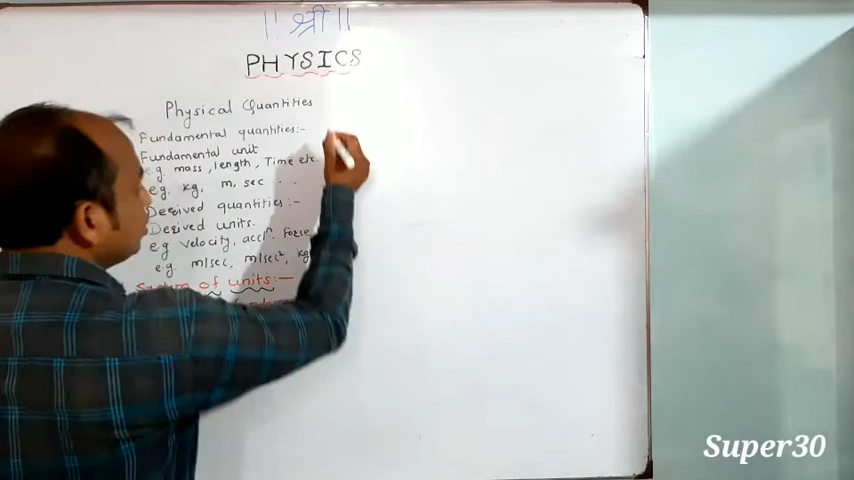 ।। श्री ।।
PHYSICS
Physical Quantities
Fundamental quantities:-
Fundamental unit
e.g. mass, length, Time etc.
e.g. kg, m, sec . .
Derived quantities:-
Derived units.
eg velocity, accⁿ. Force
e.g. m/sec, m/sec², kg
System of units:-
Super30